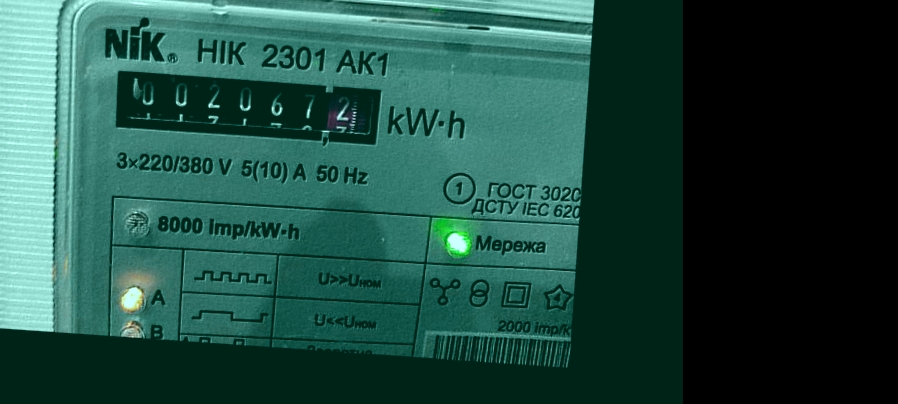 NiK® НІК 2301 АК1
0020672 kW·h
3×220/380 V 5(10) A 50 Hz
1 ГОСТ 3020
ДСТУ IEC 620
8000 imp/kW·h
Мережа
A U>>Uном
B U<<Uном
2000 imp/k